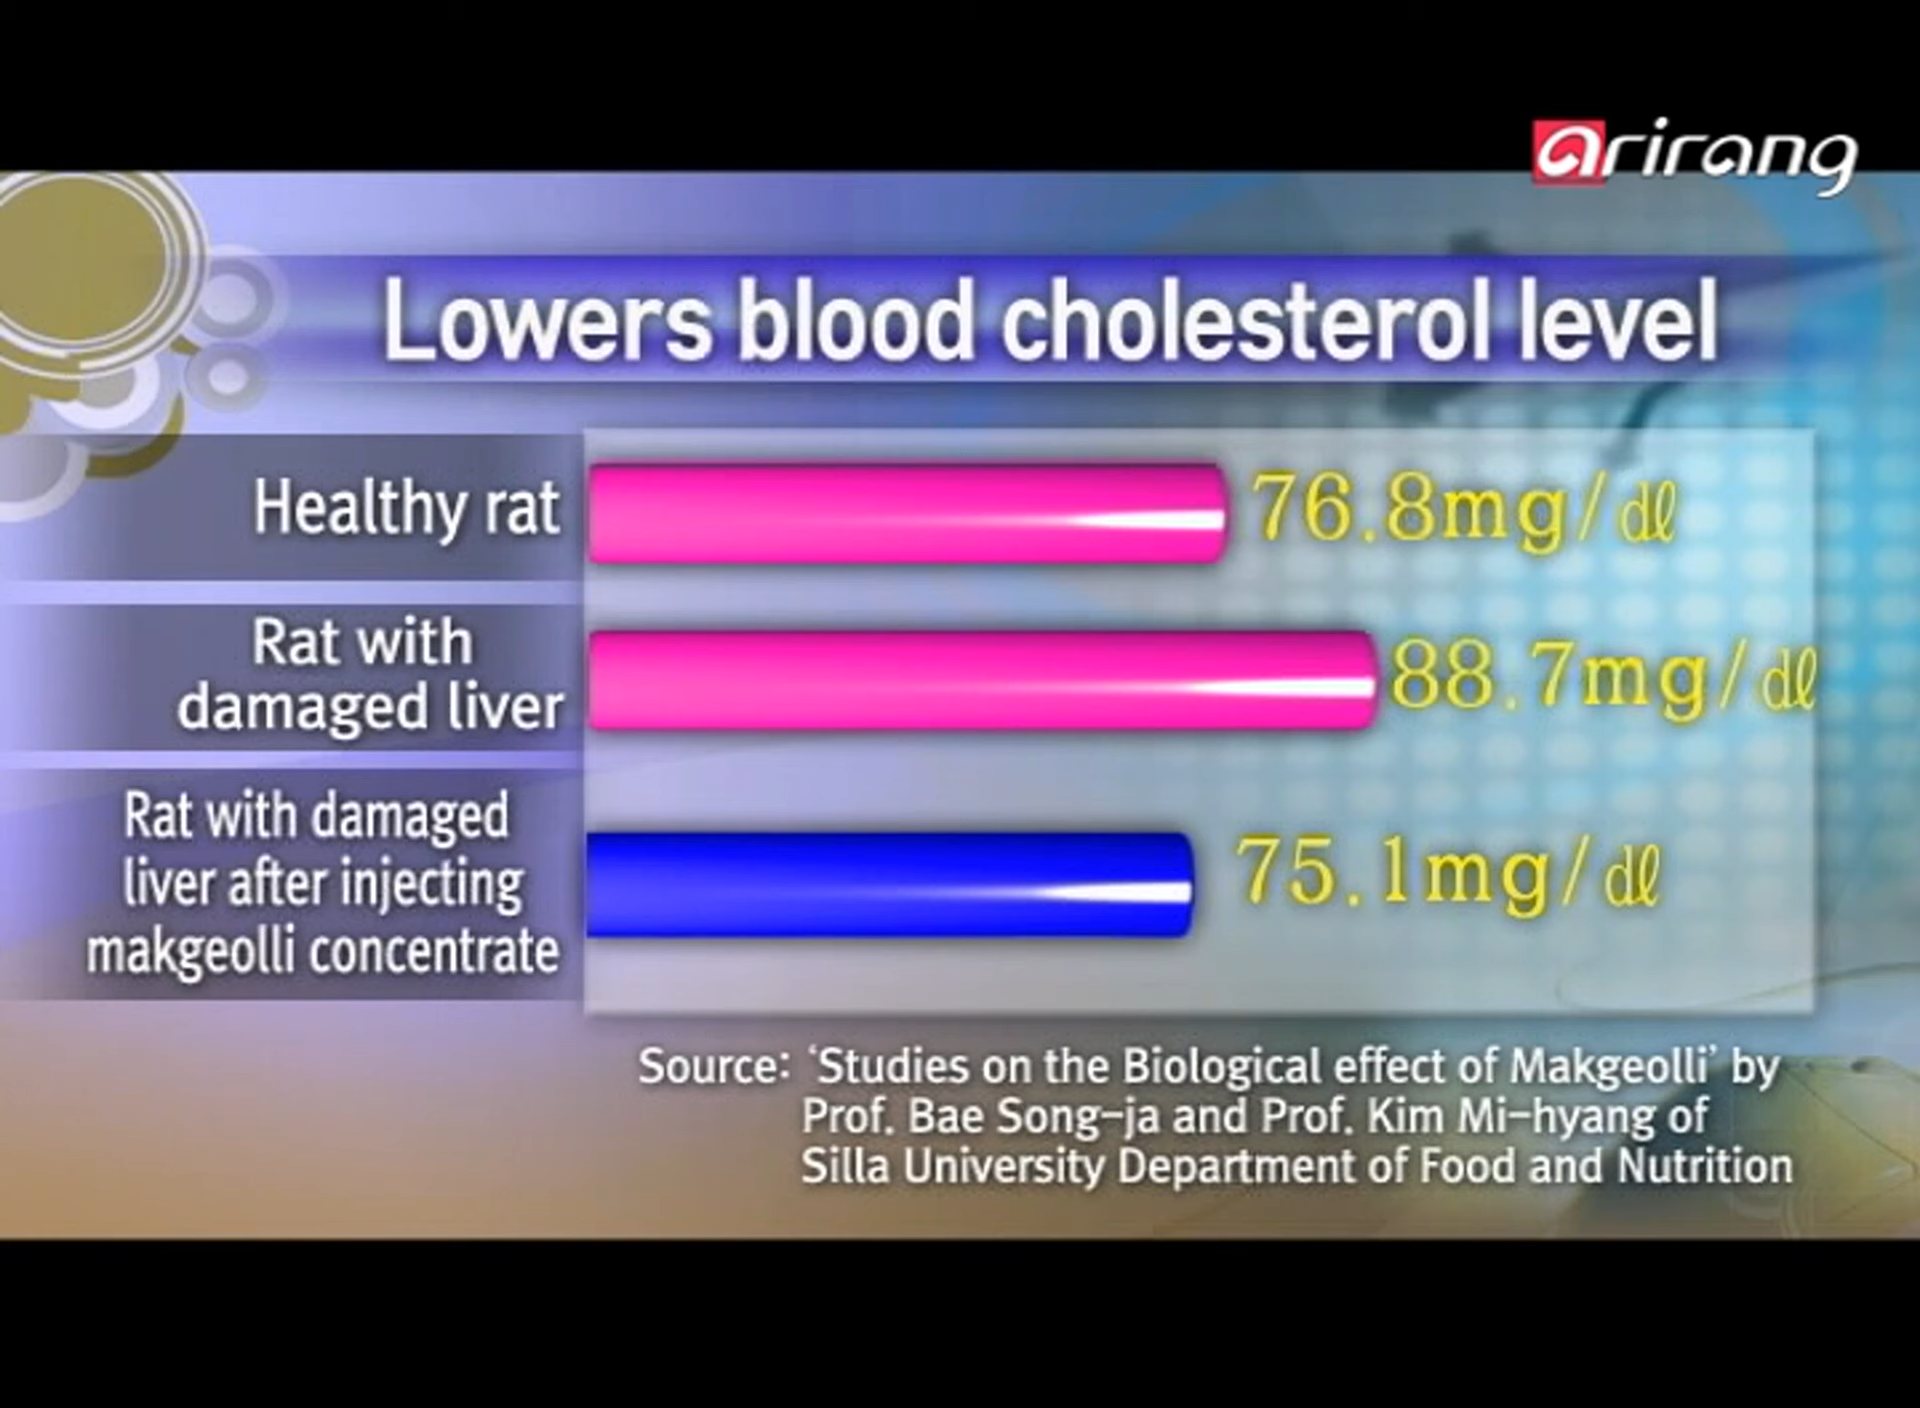 arirang
Lowers blood cholesterol level
Healthy rat
76.8mg/㎗
Rat with
damaged liver
88.7mg/㎗
Rat with damaged
liver after injecting
makgeolli concentrate
75.1mg/㎗
Source: ‘Studies on the Biological effect of Makgeolli’ by
Prof. Bae Song-ja and Prof. Kim Mi-hyang of
Silla University Department of Food and Nutrition